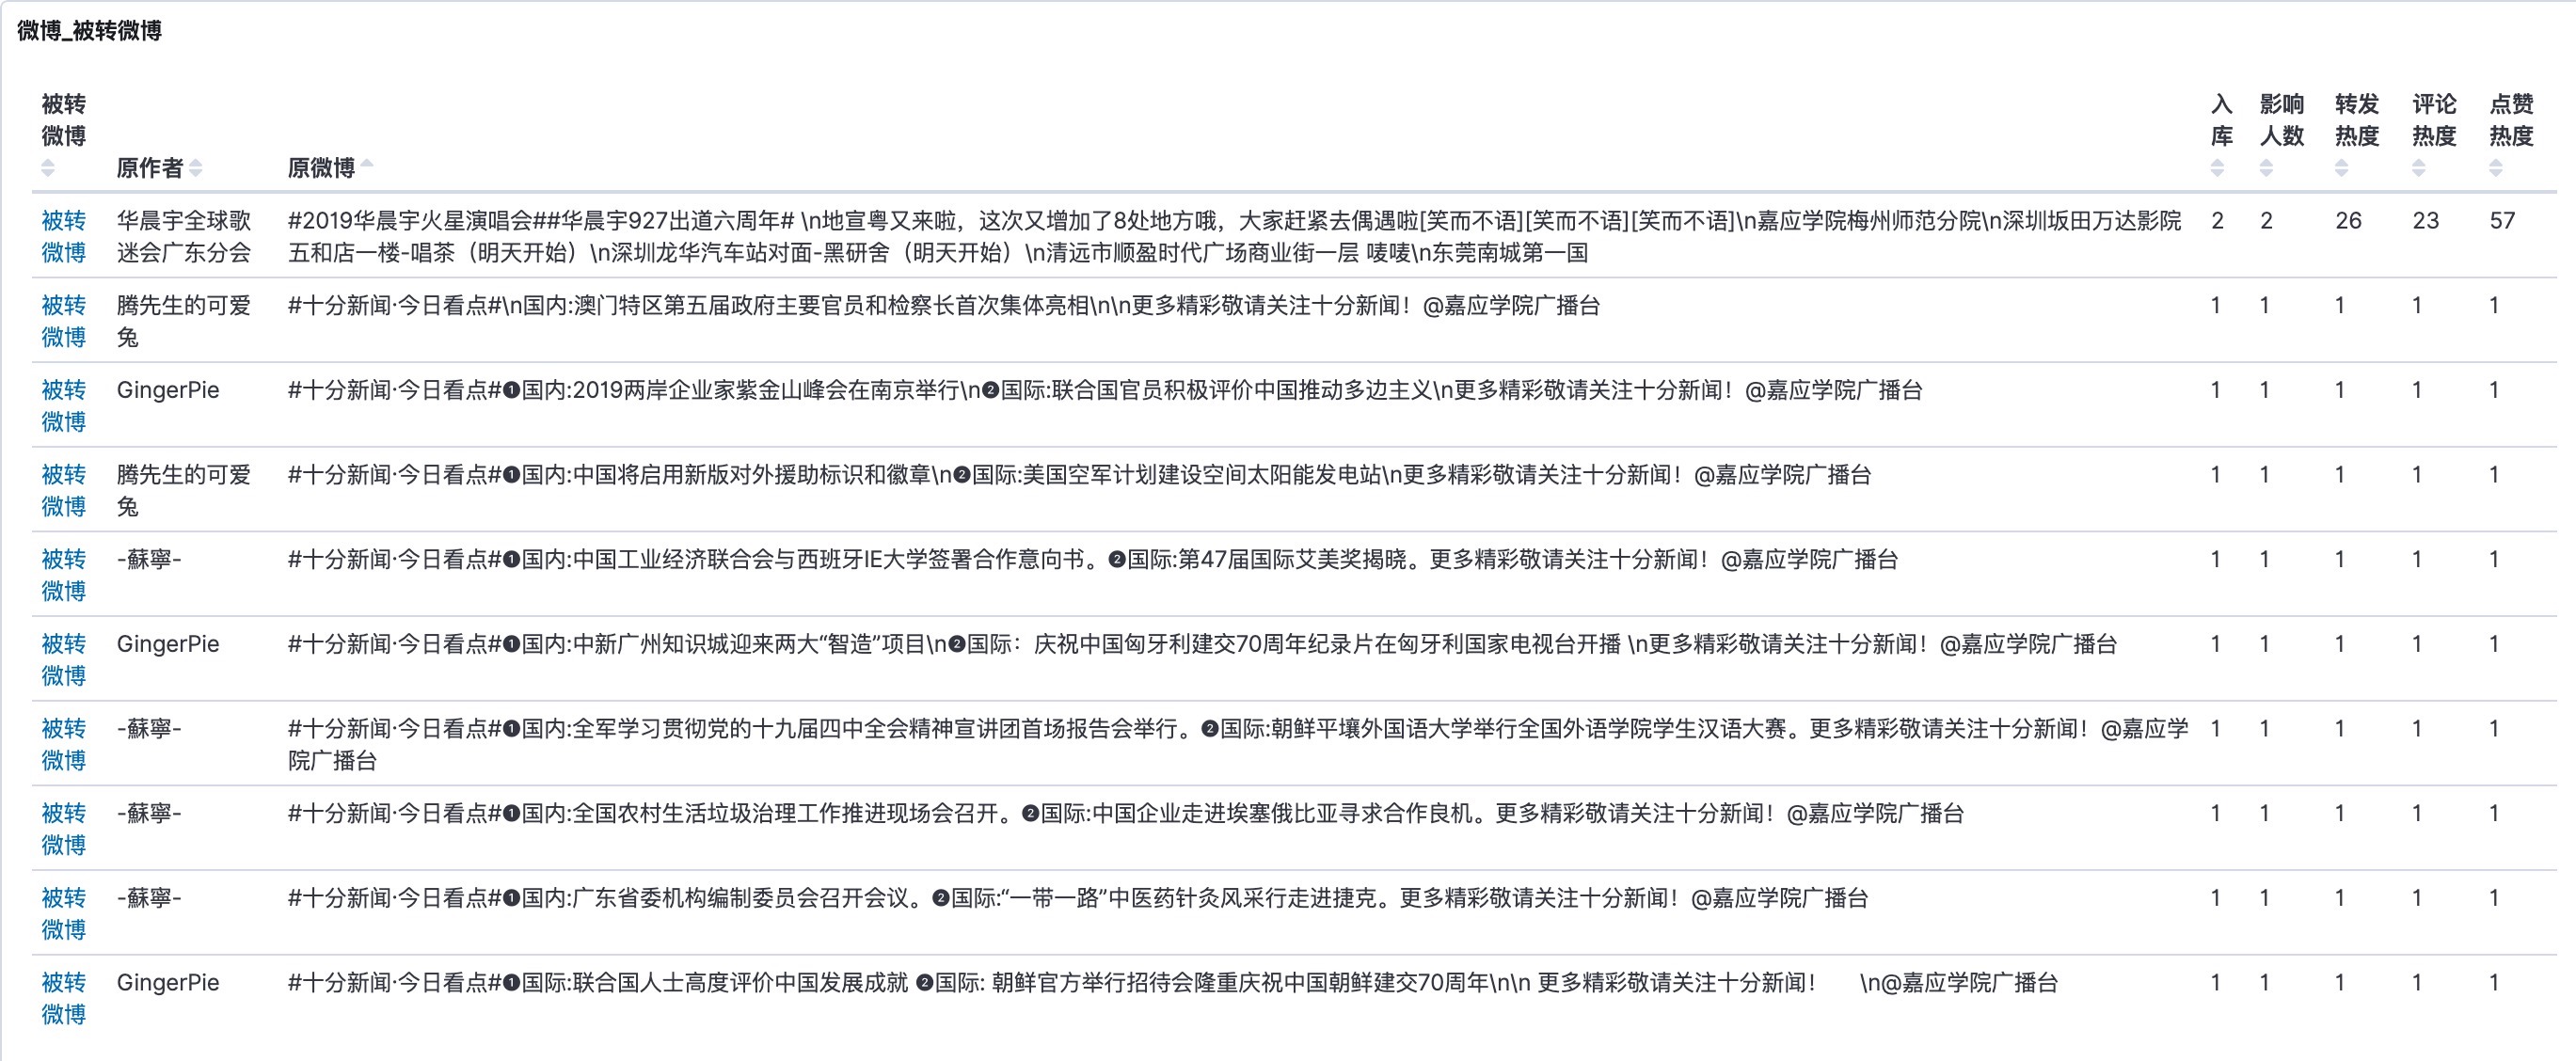 微博_被转微博
被转微博 原作者 原微博 入库 影响人数 转发热度 评论热度 点赞热度
被转微博 华晨宇全球歌迷会广东分会 #2019华晨宇火星演唱会##华晨宇927出道六周年# \n地宣粤又来啦，这次又增加了8处地方哦，大家赶紧去偶遇啦[笑而不语][笑而不语][笑而不语]\n嘉应学院梅州师范分院\n深圳坂田万达影院五和店一楼-唱茶（明天开始）\n深圳龙华汽车站对面-黑研舍（明天开始）\n清远市顺盈时代广场商业街一层 唛唛\n东莞南城第一国 2 2 26 23 57
被转微博 腾先生的可爱兔 #十分新闻·今日看点#\n国内:澳门特区第五届政府主要官员和检察长首次集体亮相\n\n更多精彩敬请关注十分新闻！@嘉应学院广播台 1 1 1 1 1
被转微博 GingerPie #十分新闻·今日看点#❶国内:2019两岸企业家紫金山峰会在南京举行\n❷国际:联合国官员积极评价中国推动多边主义\n更多精彩敬请关注十分新闻！@嘉应学院广播台 1 1 1 1 1
被转微博 腾先生的可爱兔 #十分新闻·今日看点#❶国内:中国将启用新版对外援助标识和徽章\n❷国际:美国空军计划建设空间太阳能发电站\n更多精彩敬请关注十分新闻！@嘉应学院广播台 1 1 1 1 1
被转微博 -蘇寧- #十分新闻·今日看点#❶国内:中国工业经济联合会与西班牙IE大学签署合作意向书。❷国际:第47届国际艾美奖揭晓。更多精彩敬请关注十分新闻！@嘉应学院广播台 1 1 1 1 1
被转微博 GingerPie #十分新闻·今日看点#❶国内:中新广州知识城迎来两大“智造”项目\n❷国际：庆祝中国匈牙利建交70周年纪录片在匈牙利国家电视台开播 \n更多精彩敬请关注十分新闻！@嘉应学院广播台 1 1 1 1 1
被转微博 -蘇寧- #十分新闻·今日看点#❶国内:全军学习贯彻党的十九届四中全会精神宣讲团首场报告会举行。❷国际:朝鲜平壤外国语大学举行全国外语学院学生汉语大赛。更多精彩敬请关注十分新闻！@嘉应学院广播台 1 1 1 1 1
被转微博 -蘇寧- #十分新闻·今日看点#❶国内:全国农村生活垃圾治理工作推进现场会召开。❷国际:中国企业走进埃塞俄比亚寻求合作良机。更多精彩敬请关注十分新闻！@嘉应学院广播台 1 1 1 1 1
被转微博 -蘇寧- #十分新闻·今日看点#❶国内:广东省委机构编制委员会召开会议。❷国际:“一带一路”中医药针灸风采行走进捷克。更多精彩敬请关注十分新闻！@嘉应学院广播台 1 1 1 1 1
被转微博 GingerPie #十分新闻·今日看点#❶国际:联合国人士高度评价中国发展成就 ❷国际: 朝鲜官方举行招待会隆重庆祝中国朝鲜建交70周年\n\n 更多精彩敬请关注十分新闻！ \n@嘉应学院广播台 1 1 1 1 1